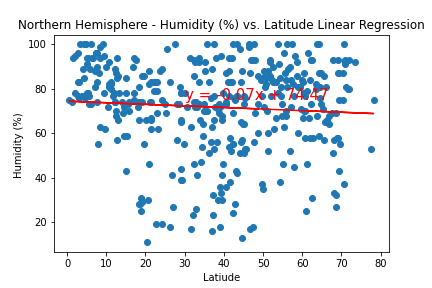 Northern Hemisphere - Humidity (%) vs. Latitude Linear Regression
100
80
60
40
20
Humidity (%)
y = -0.07x + 74.47
0 10 20 30 40 50 60 70 80
Latiude